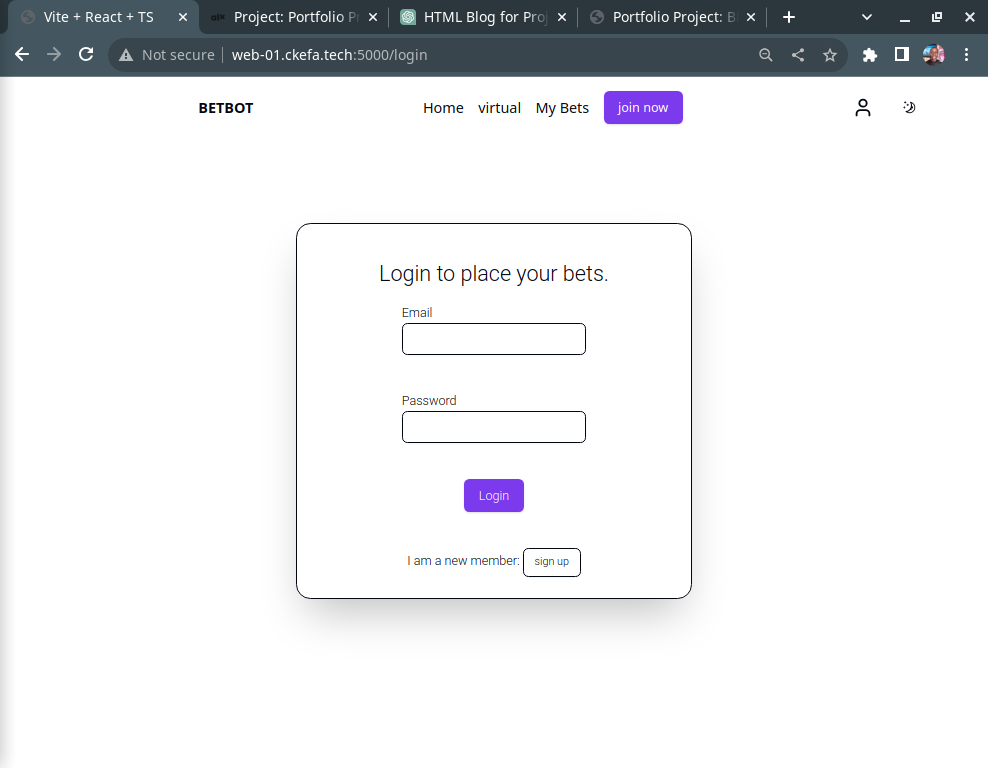 Vite + React + TS
Project: Portfolio P
HTML Blog for Proj
Portfolio Project: B
Not secure | web-01.ckefa.tech:5000/login
BETBOT Home virtual My Bets join now
Login to place your bets.
Email
Password
Login
I am a new member: sign up